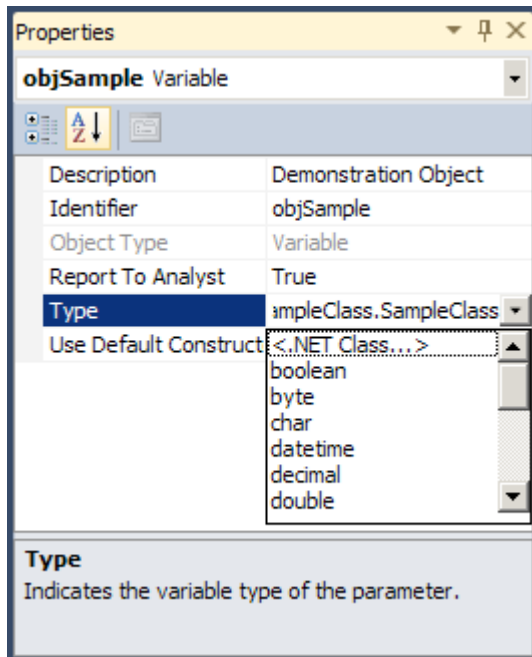 Properties
objSample Variable
A
Z
Description Demonstration Object
Identifier objSample
Object Type Variable
Report To Analyst True
Type ampleClass.SampleClass
Use Default Construct <.NET Class...>
boolean
byte
char
datetime
decimal
double
Type
Indicates the variable type of the parameter.